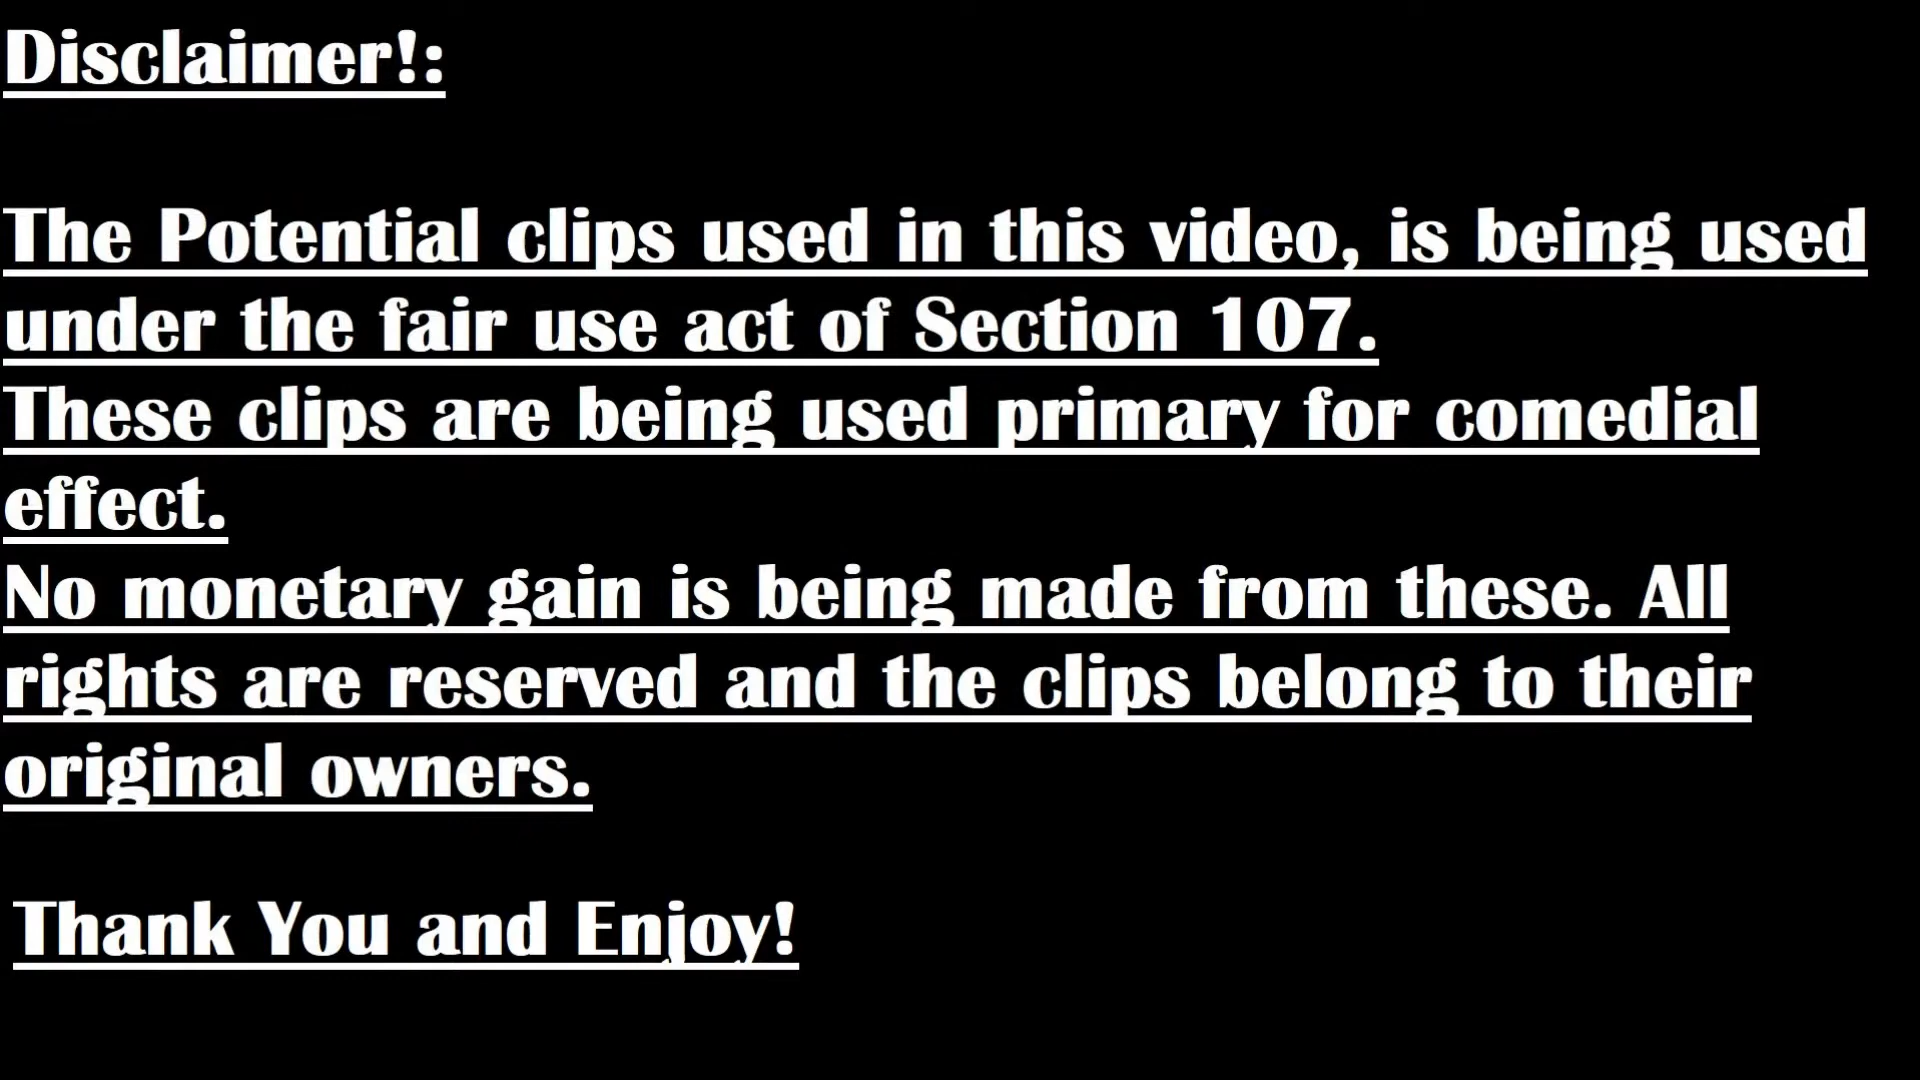 Disclaimer!:
The Potential clips used in this video, is being used
under the fair use act of Section 107.
These clips are being used primary for comedial
effect.
No monetary gain is being made from these. All
rights are reserved and the clips belong to their
original owners.
Thank You and Enjoy!